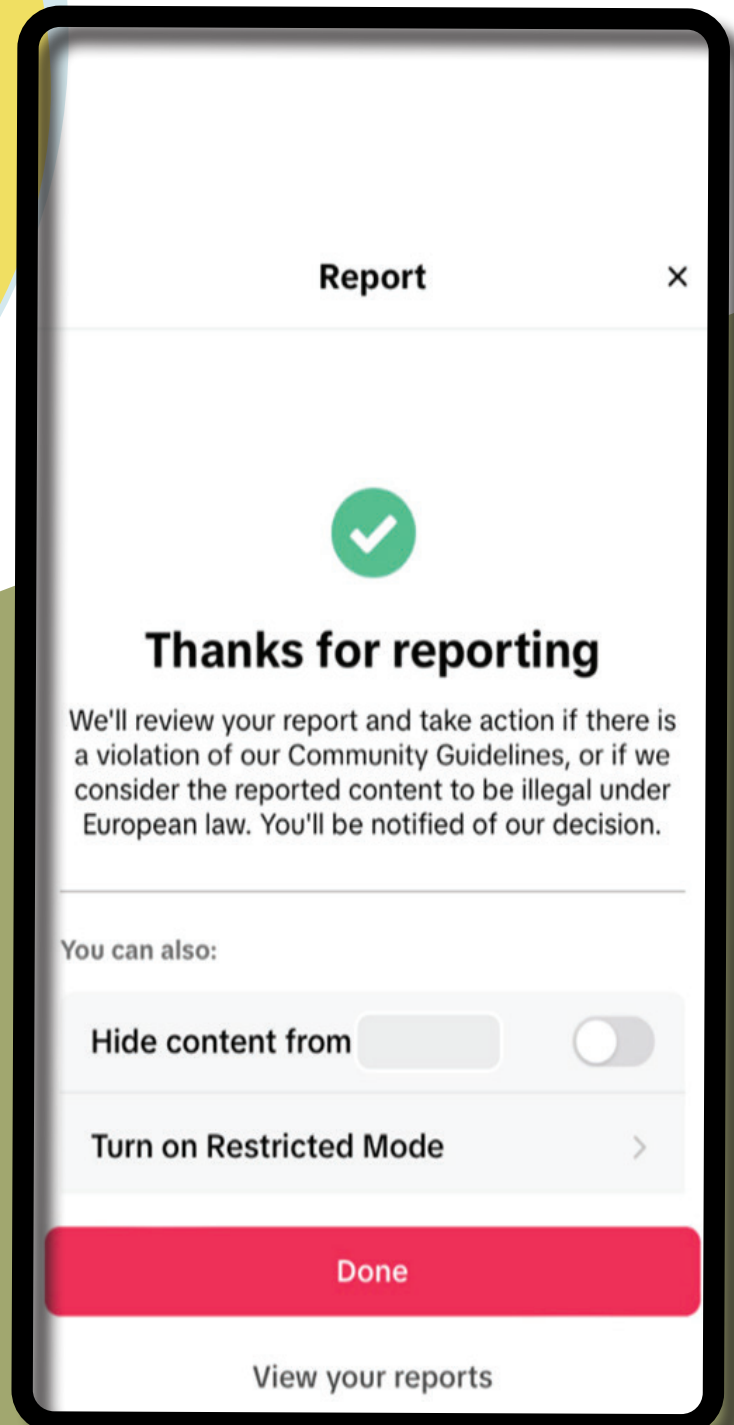 Report
Thanks for reporting
We'll review your report and take action if there is
a violation of our Community Guidelines, or if we
consider the reported content to be illegal under
European law. You'll be notified of our decision.
You can also:
Hide content from
Turn on Restricted Mode
Done
View your reports